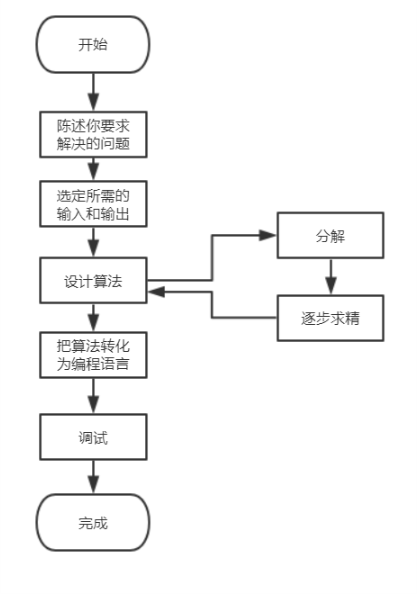 开始
陈述你要求
解决的问题
选定所需的
输入和输出
设计算法
分解
逐步求精
把算法转化
为编程语言
调试
完成